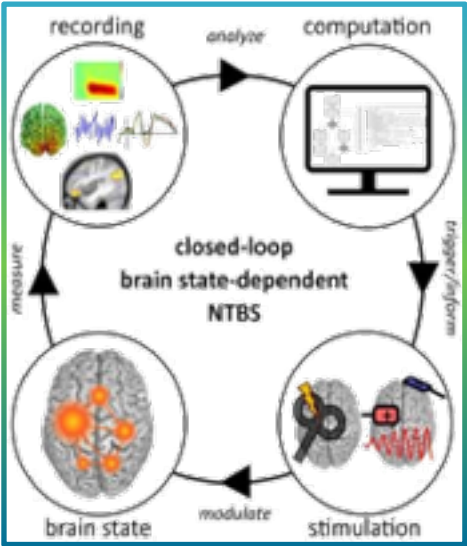 recording
computation
analyze
measure
closed-loop
brain state-dependent
NTBS
trigger/inform
brain state
modulate
stimulation